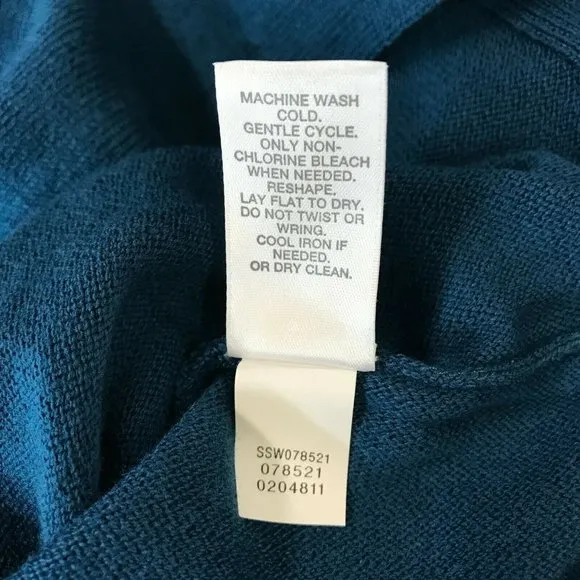 MACHINE WASH
COLD.
GENTLE CYCLE.
ONLY NON-
CHLORINE BLEACH
WHEN NEEDED.
RESHAPE.
LAY FLAT TO DRY.
DO NOT TWIST OR
WRING.
COOL IRON IF
NEEDED.
OR DRY CLEAN.
SSW078521
078521
0204811